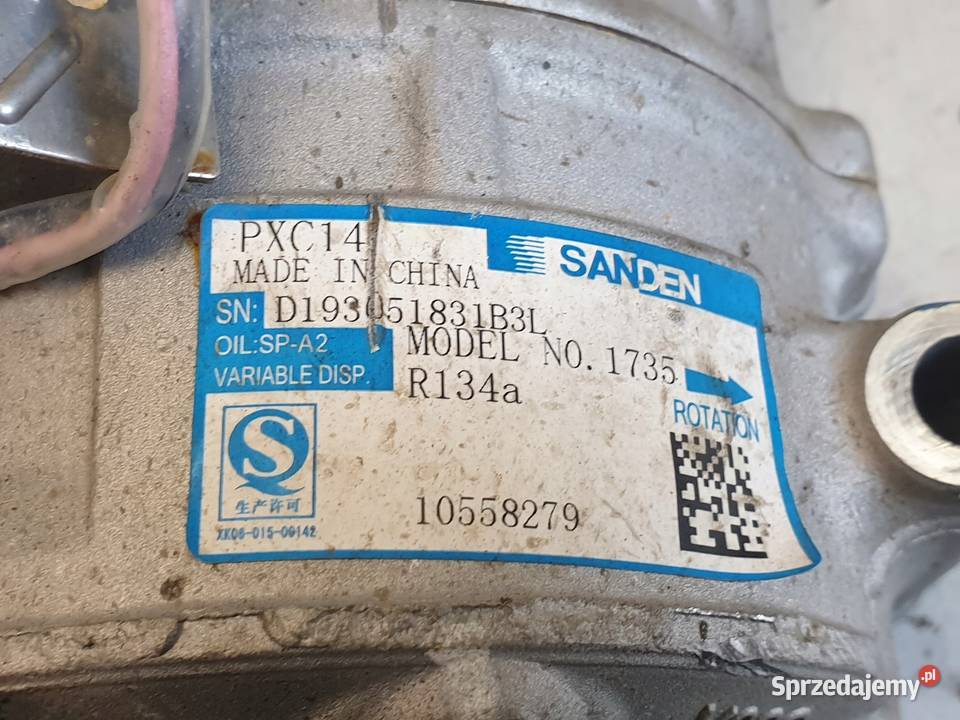 PXC14
SANDEN
MADE IN CHINA
SN: D193051831B3L
OIL:SP-A2
MODEL NO. 1735
VARIABLE DISP.
R134a
ROTATION
S
生产许可
10558279
XK06-015-00142
Sprzedajemy.pl